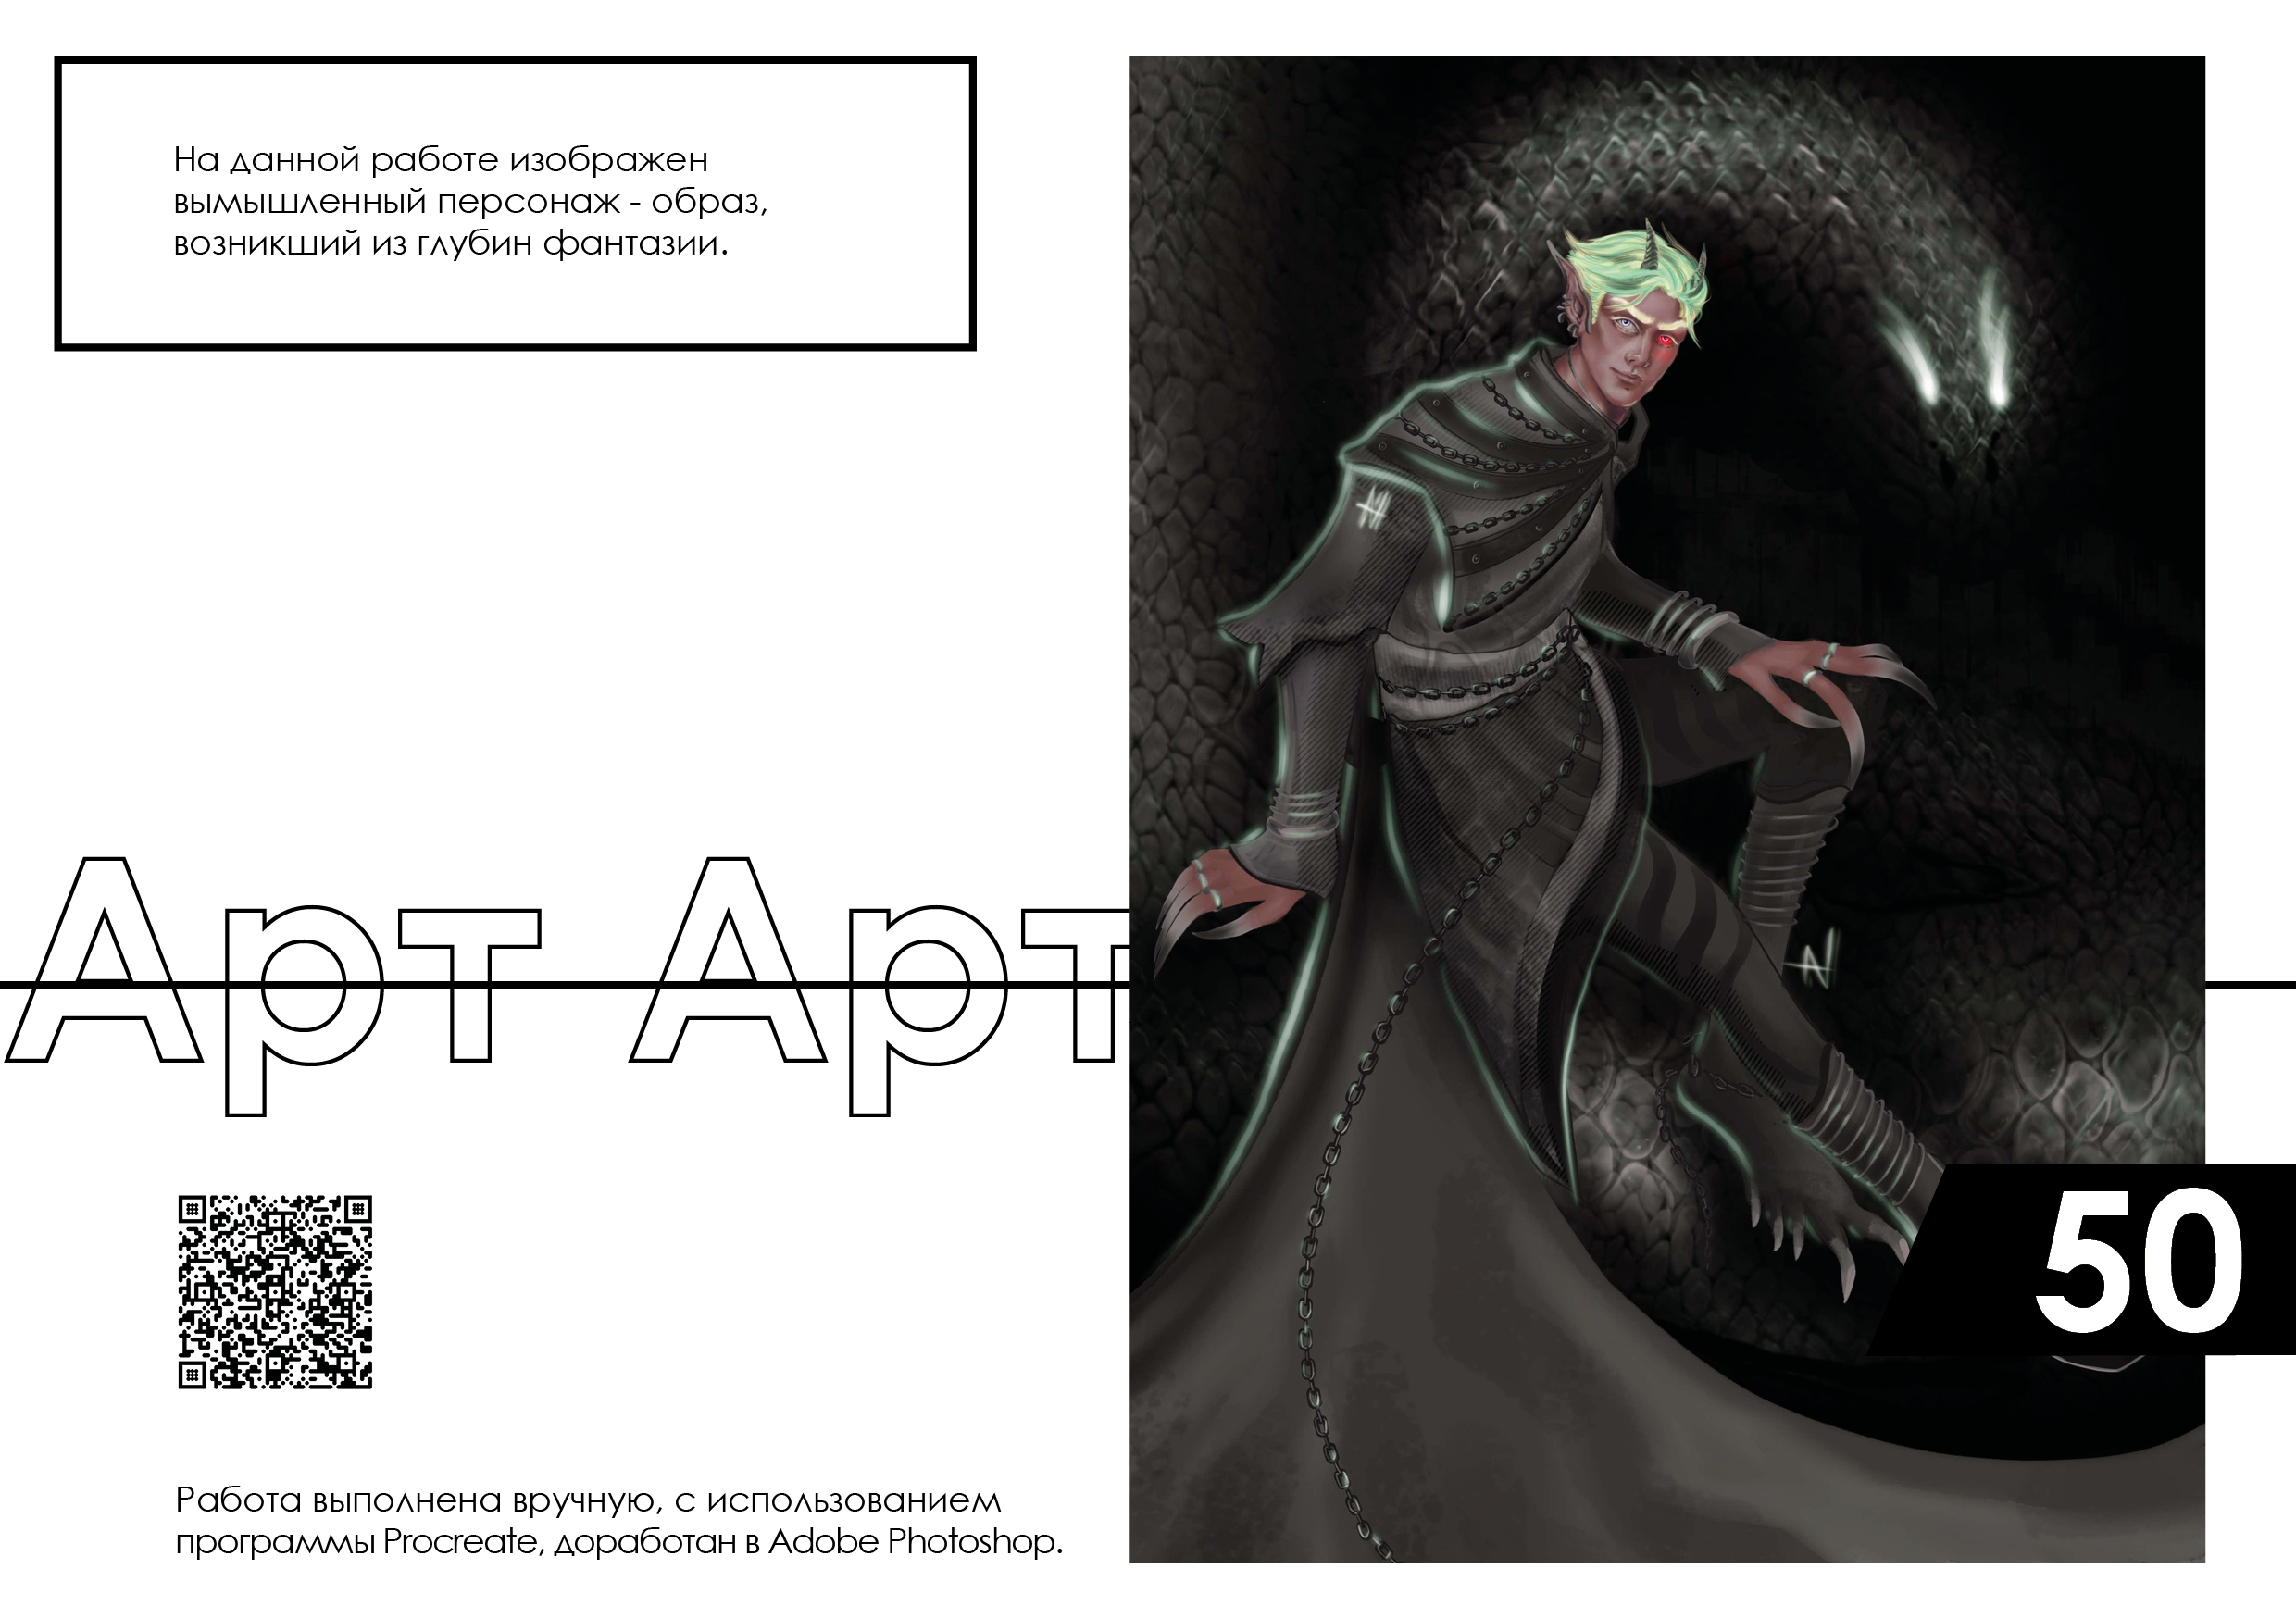 На данной работе изображен
вымышленный персонаж - образ,
возникший из глубин фантазии.
Арт Арт
50
Работа выполнена вручную, с использованием
программы Procreate, доработан в Adobe Photoshop.